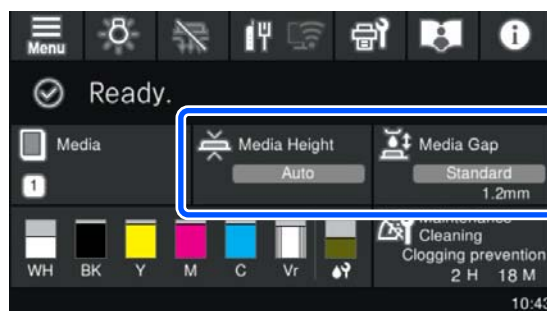 Menu
Ready.
Media
Media Height
Media Gap
Auto
Standard
1
1.2mm
Maintenance
Cleaning
Clogging prevention
WH
BK
Y
M
C
Vr
2 H 18 M
10:43